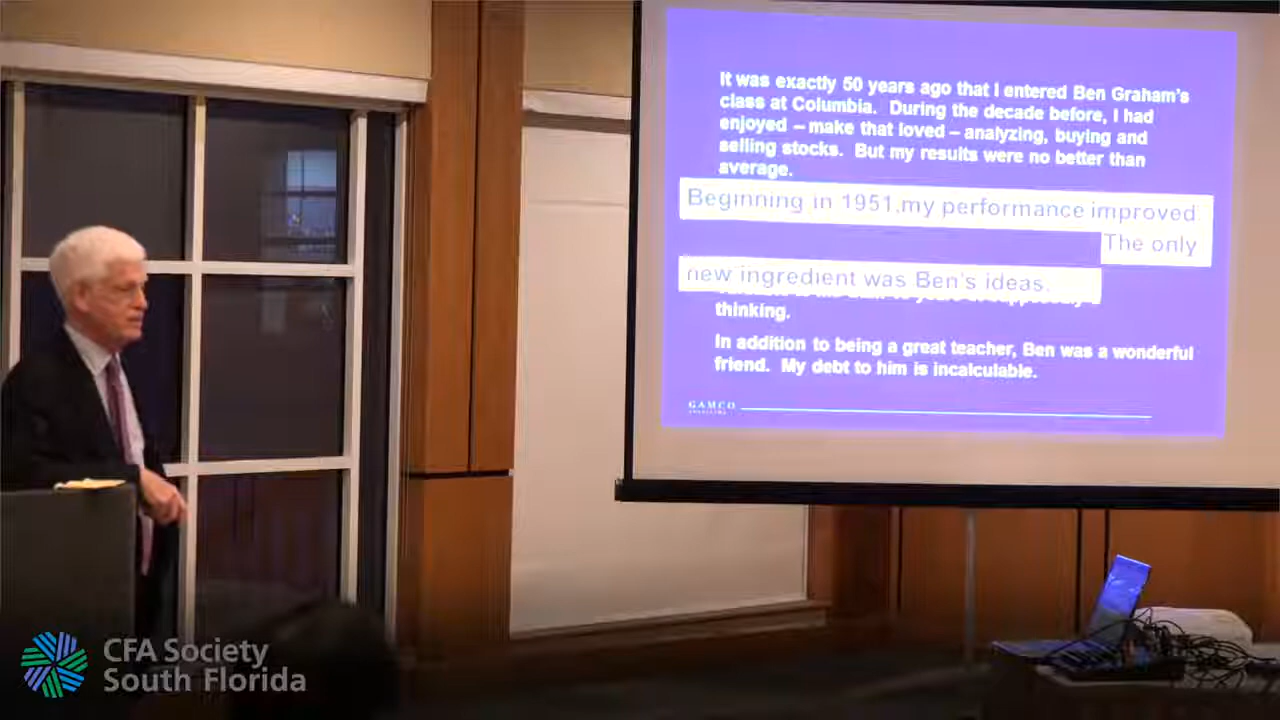 It was exactly 50 years ago that I entered Ben Graham's
class at Columbia. During the decade before, I had
enjoyed – make that loved – analyzing, buying and
selling stocks. But my results were no better than
average.
Beginning in 1951,my performance improved
The only
new ingredient was Ben's ideas.
thinking.
In addition to being a great teacher, Ben was a wonderful
friend. My debt to him is incalculable.
GAMCO
CFA Society
South Florida